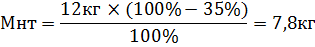 Мнт = 12кг × (100% − 35%) / 100% = 7,8кг